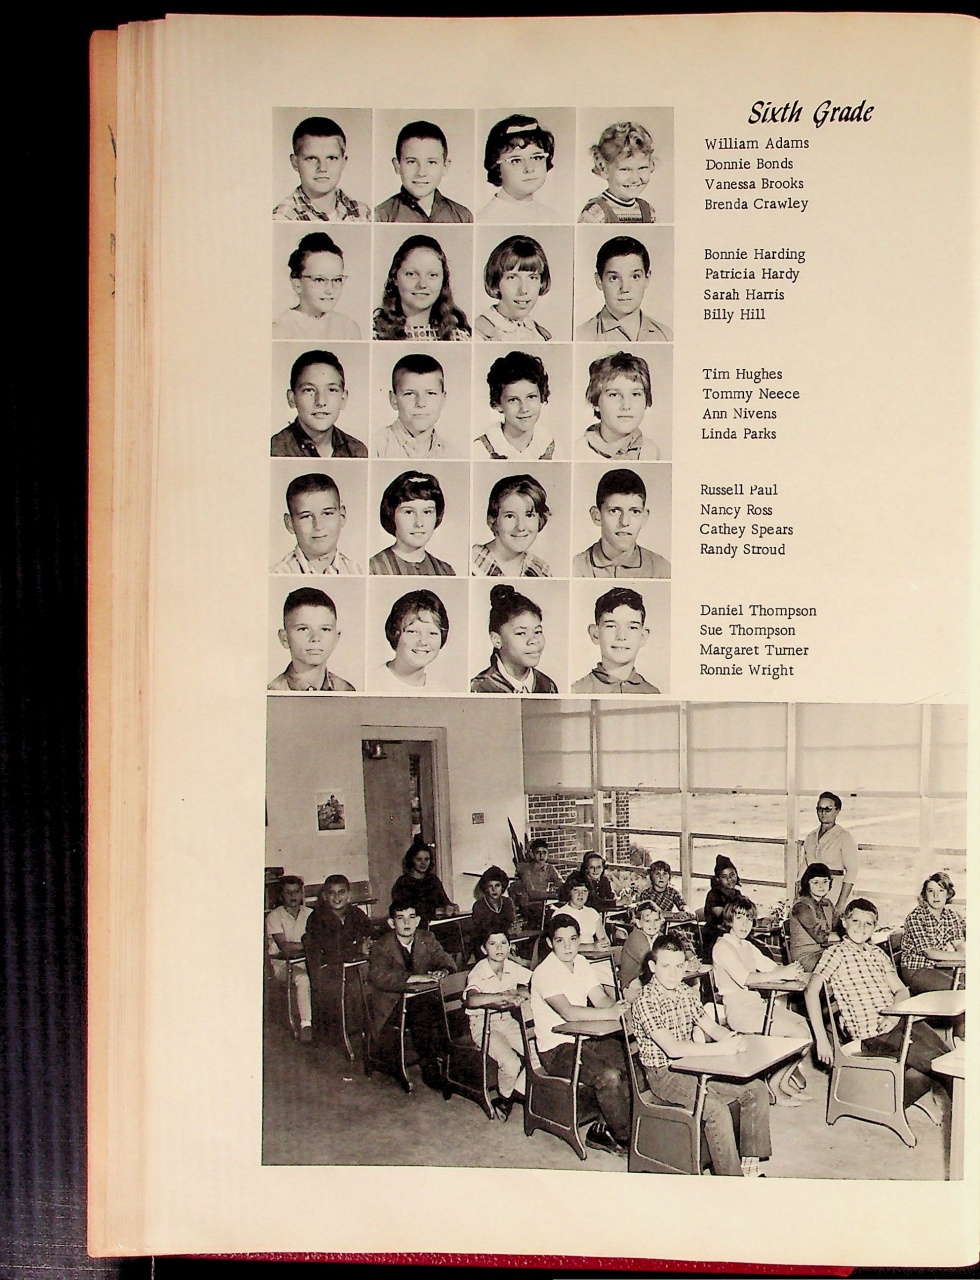 Sixth Grade
William Adams
Donnie Bonds
Vanessa Brooks
Brenda Crawley
Bonnie Harding
Patricia Hardy
Sarah Harris
Billy Hill
Tim Hughes
Tommy Neece
Ann Nivens
Linda Parks
Russell Paul
Nancy Ross
Cathey Spears
Randy Stroud
Daniel Thompson
Sue Thompson
Margaret Turner
Ronnie Wright